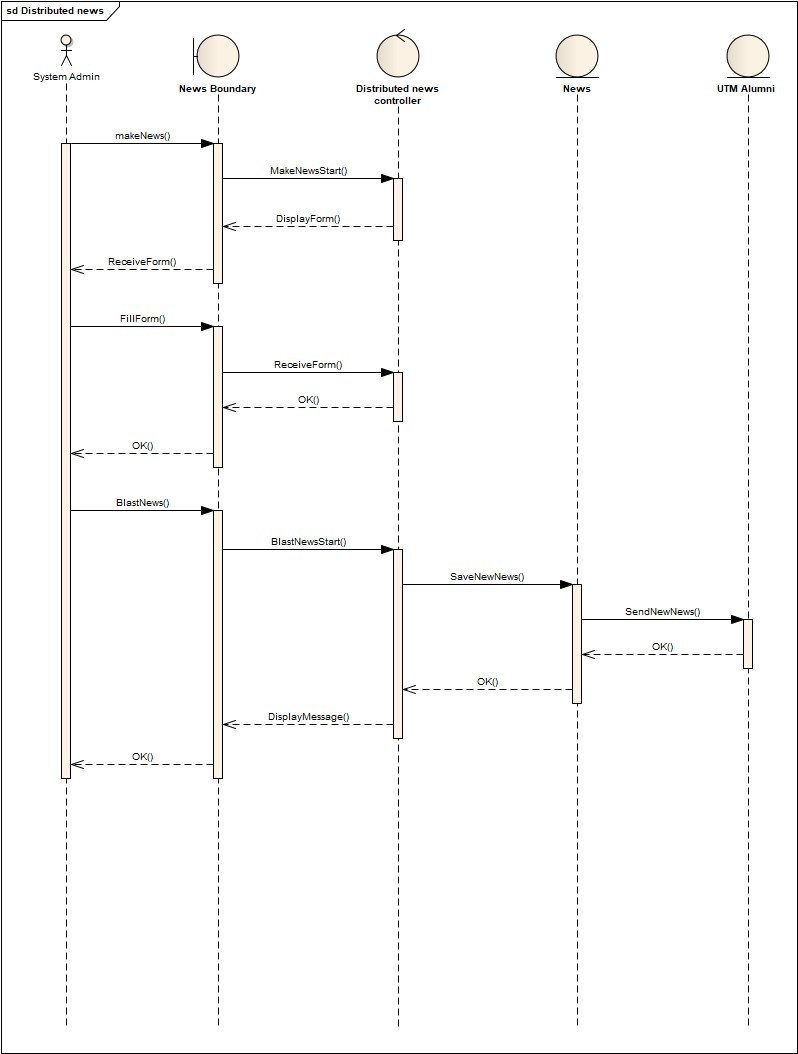 sd Distributed news
System Admin
News Boundary
Distributed news
controller
News
UTM Alumni
makeNews()
MakeNewsStart()
DisplayForm()
ReceiveForm()
FillForm()
ReceiveForm()
OK()
OK()
BlastNews()
BlastNewsStart()
SaveNewNews()
SendNewNews()
OK()
OK()
DisplayMessage()
OK()